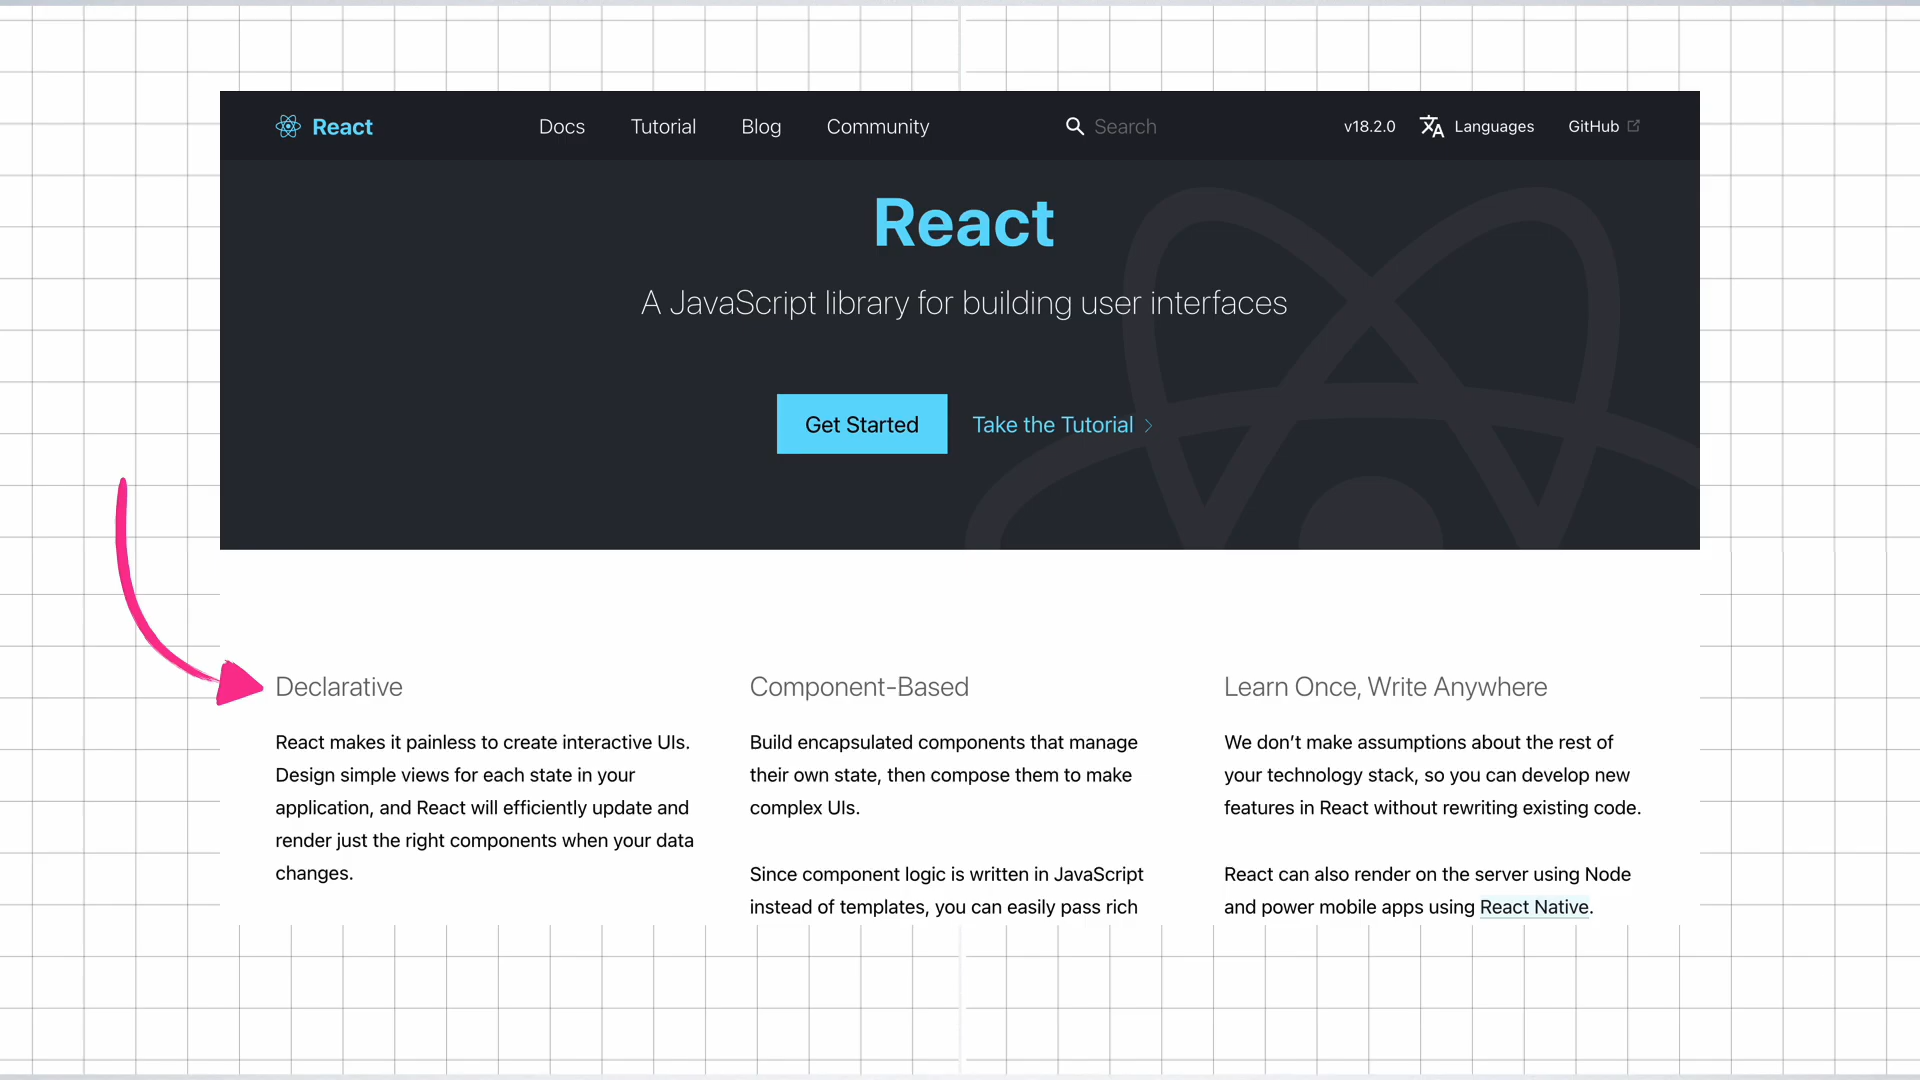 React
Docs
Tutorial
Blog
Community
Search
v18.2.0
Languages
GitHub
React
A JavaScript library for building user interfaces
Get Started
Take the Tutorial
Declarative
React makes it painless to create interactive UIs.
Design simple views for each state in your
application, and React will efficiently update and
render just the right components when your data
changes.
Component-Based
Build encapsulated components that manage
their own state, then compose them to make
complex UIs.
Since component logic is written in JavaScript
instead of templates, you can easily pass rich
Learn Once, Write Anywhere
We don’t make assumptions about the rest of
your technology stack, so you can develop new
features in React without rewriting existing code.
React can also render on the server using Node
and power mobile apps using React Native.